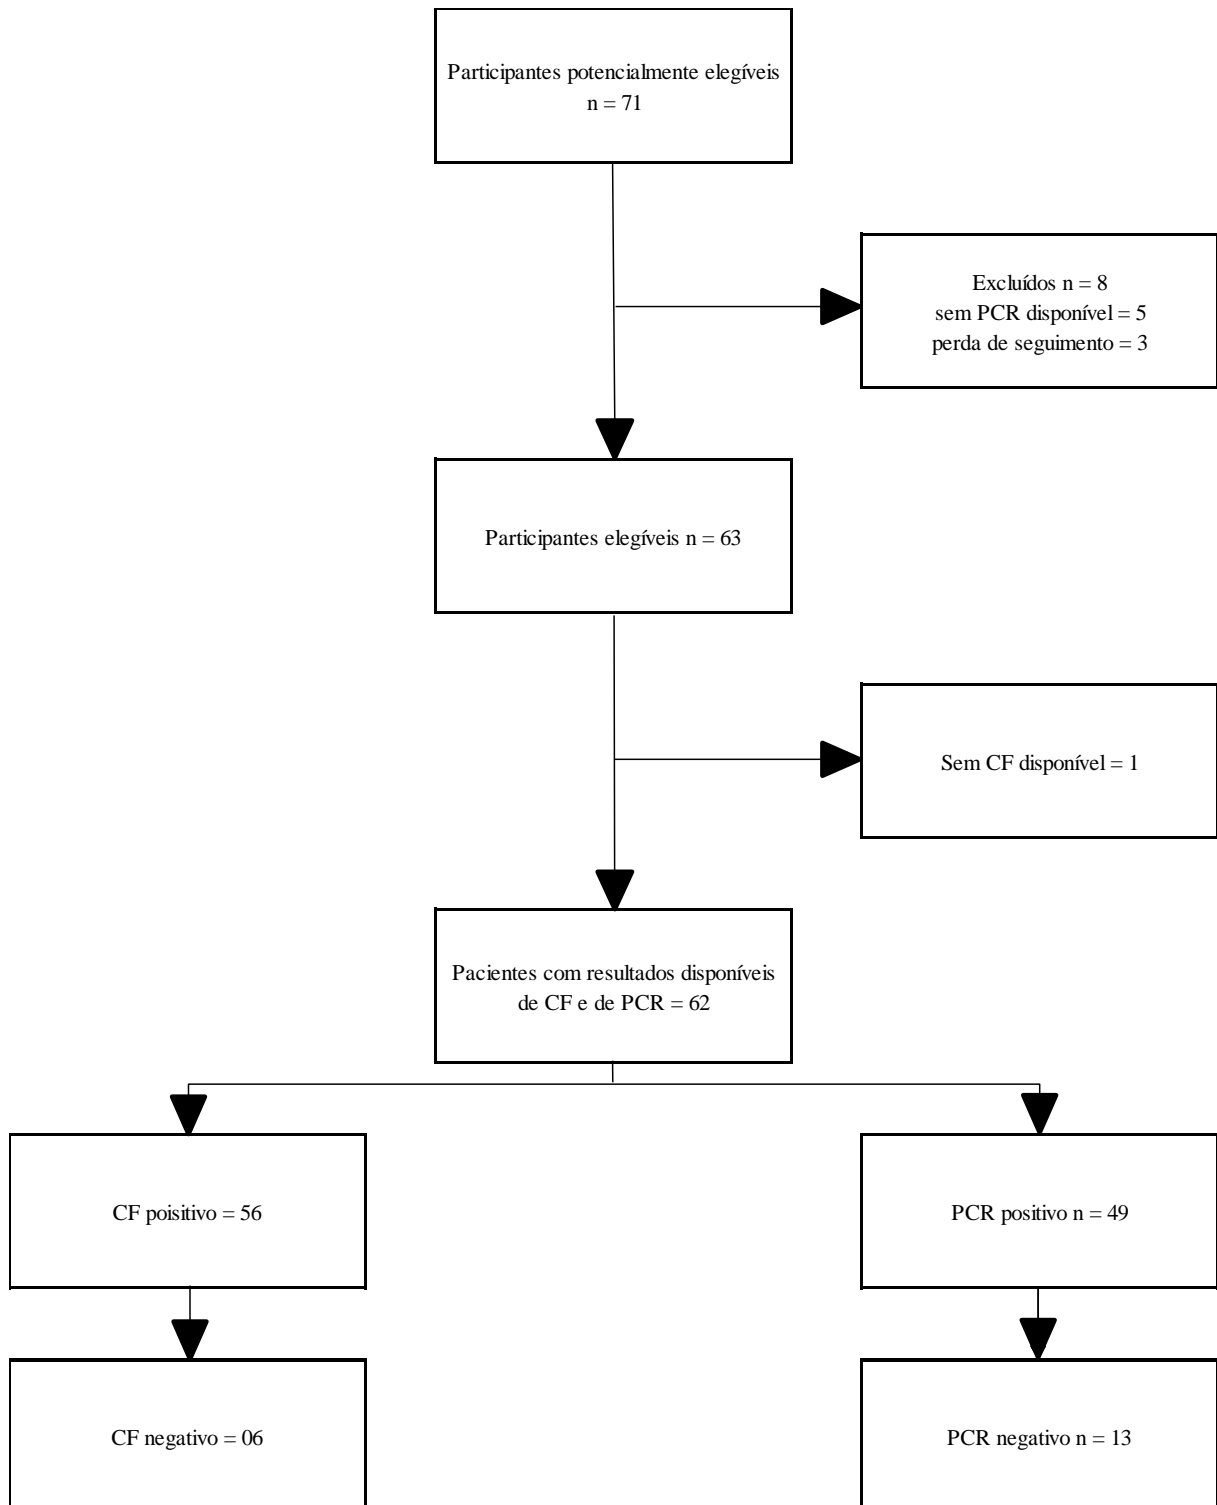 Participantes potencialmente elegíveis
n = 71
Excluídos n = 8
sem PCR disponível = 5
perda de seguimento = 3
Participantes elegíveis n = 63
Sem CF disponível = 1
Pacientes com resultados disponíveis
de CF e de PCR = 62
CF poisitivo = 56
PCR positivo n = 49
CF negativo = 06
PCR negativo n = 13